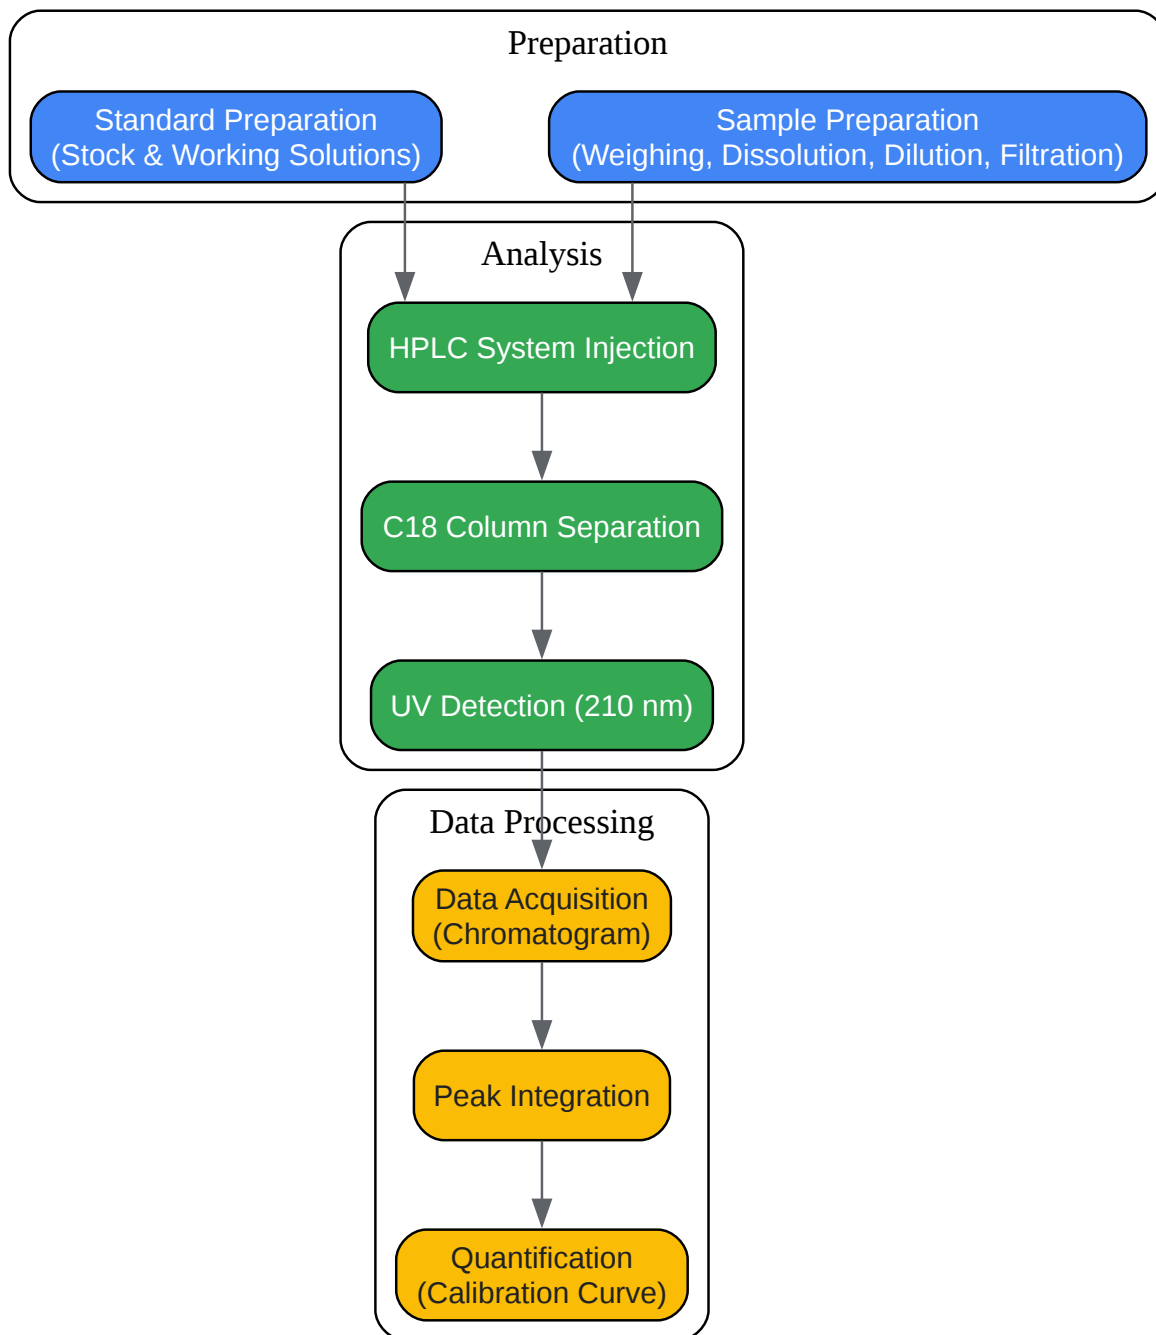 Preparation
Standard Preparation
(Stock & Working Solutions)
Sample Preparation
(Weighing, Dissolution, Dilution, Filtration)
Analysis
HPLC System Injection
C18 Column Separation
UV Detection (210 nm)
Data Processing
Data Acquisition
(Chromatogram)
Peak Integration
Quantification
(Calibration Curve)